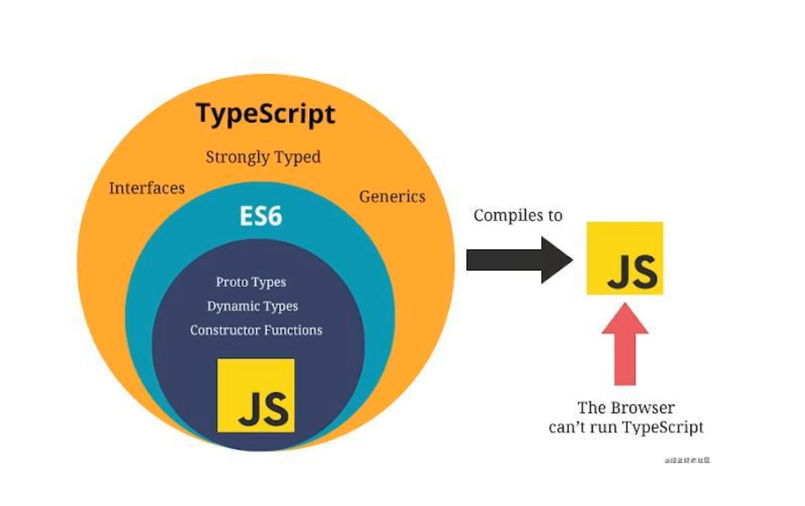 TypeScript
Strongly Typed
Interfaces
Generics
ES6
Proto Types
Dynamic Types
Constructor Functions
JS
Compiles to
JS
The Browser
can't run TypeScript